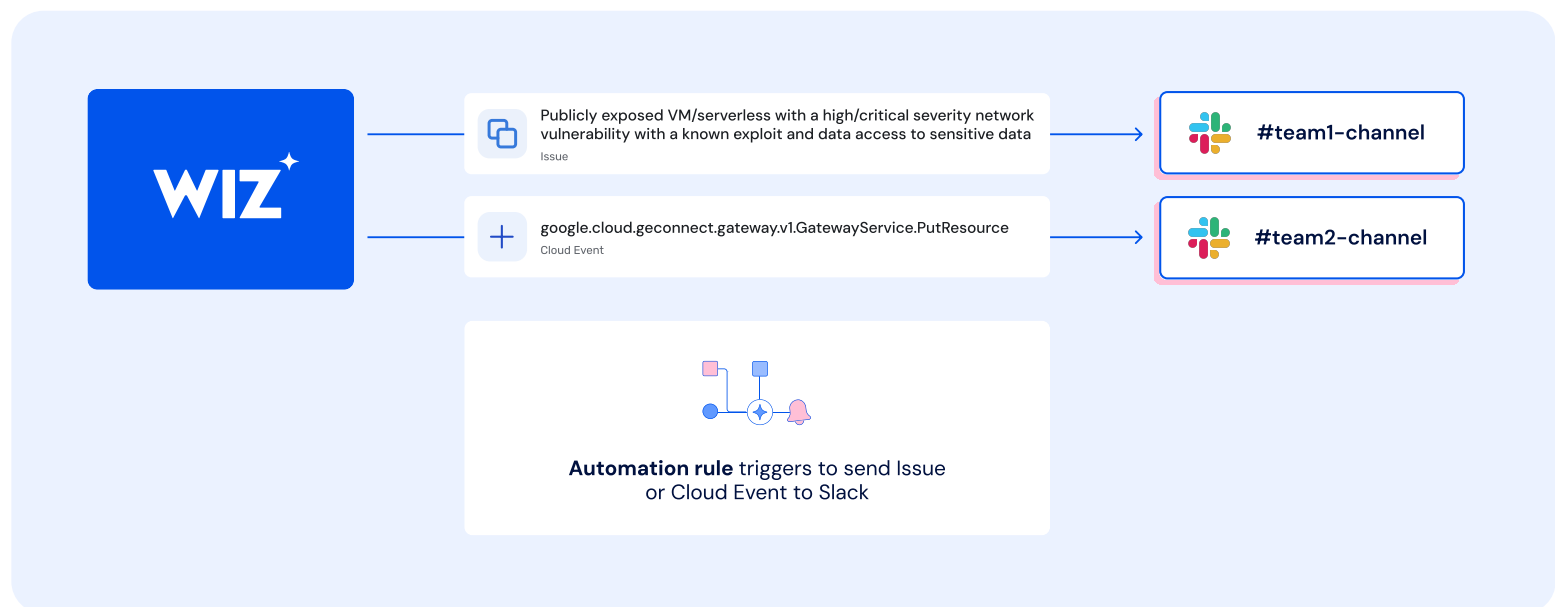 WIZ
Publicly exposed VM/serverless with a high/critical severity network
vulnerability with a known exploit and data access to sensitive data
Issue
#team1-channel
google.cloud.geconnect.gateway.v1.GatewayService.PutResource
Cloud Event
#team2-channel
Automation rule triggers to send Issue
or Cloud Event to Slack